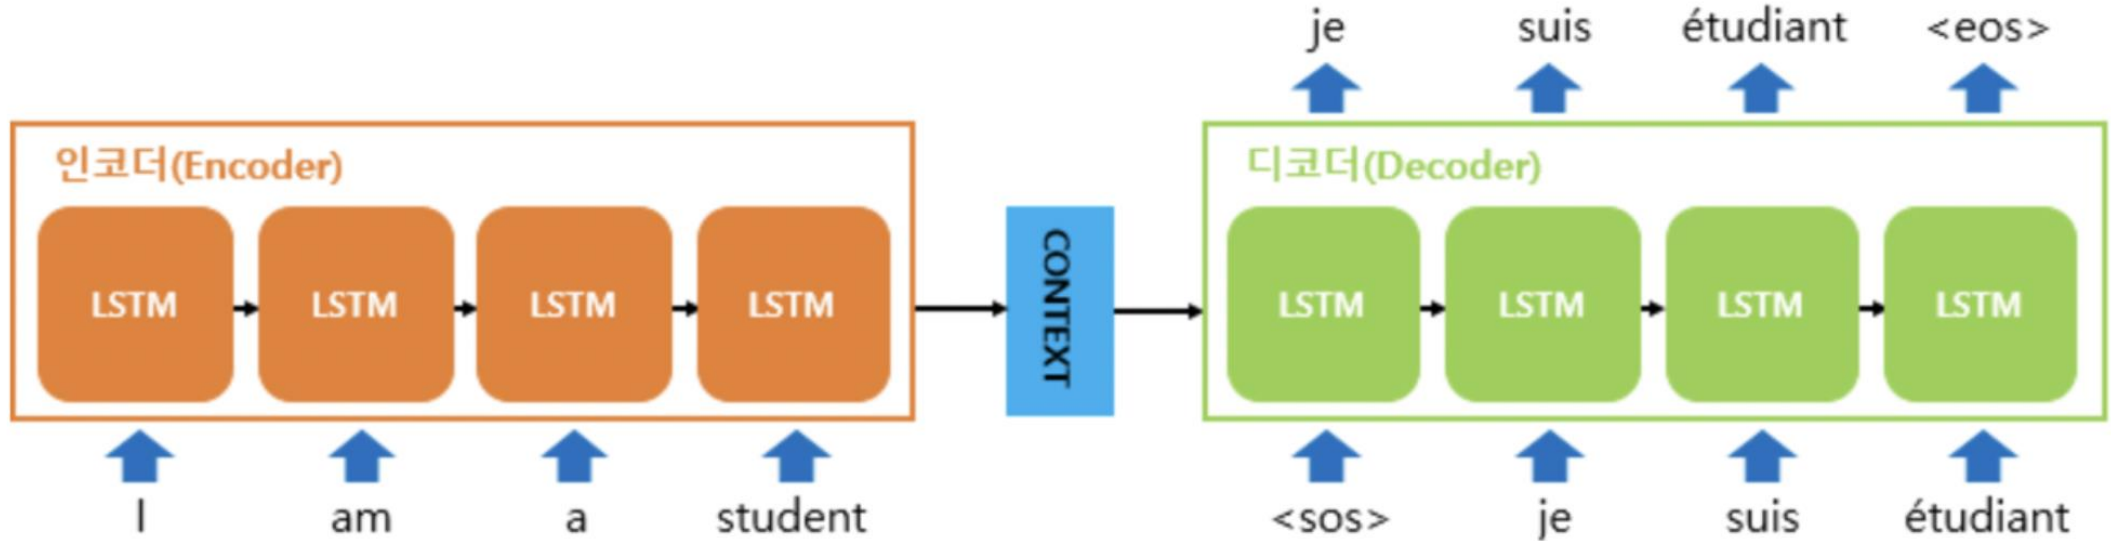 je suis étudiant <eos>
인코더(Encoder)
LSTM LSTM LSTM LSTM
I am a student
CONTEXT
디코더(Decoder)
LSTM LSTM LSTM LSTM
<sos> je suis étudiant